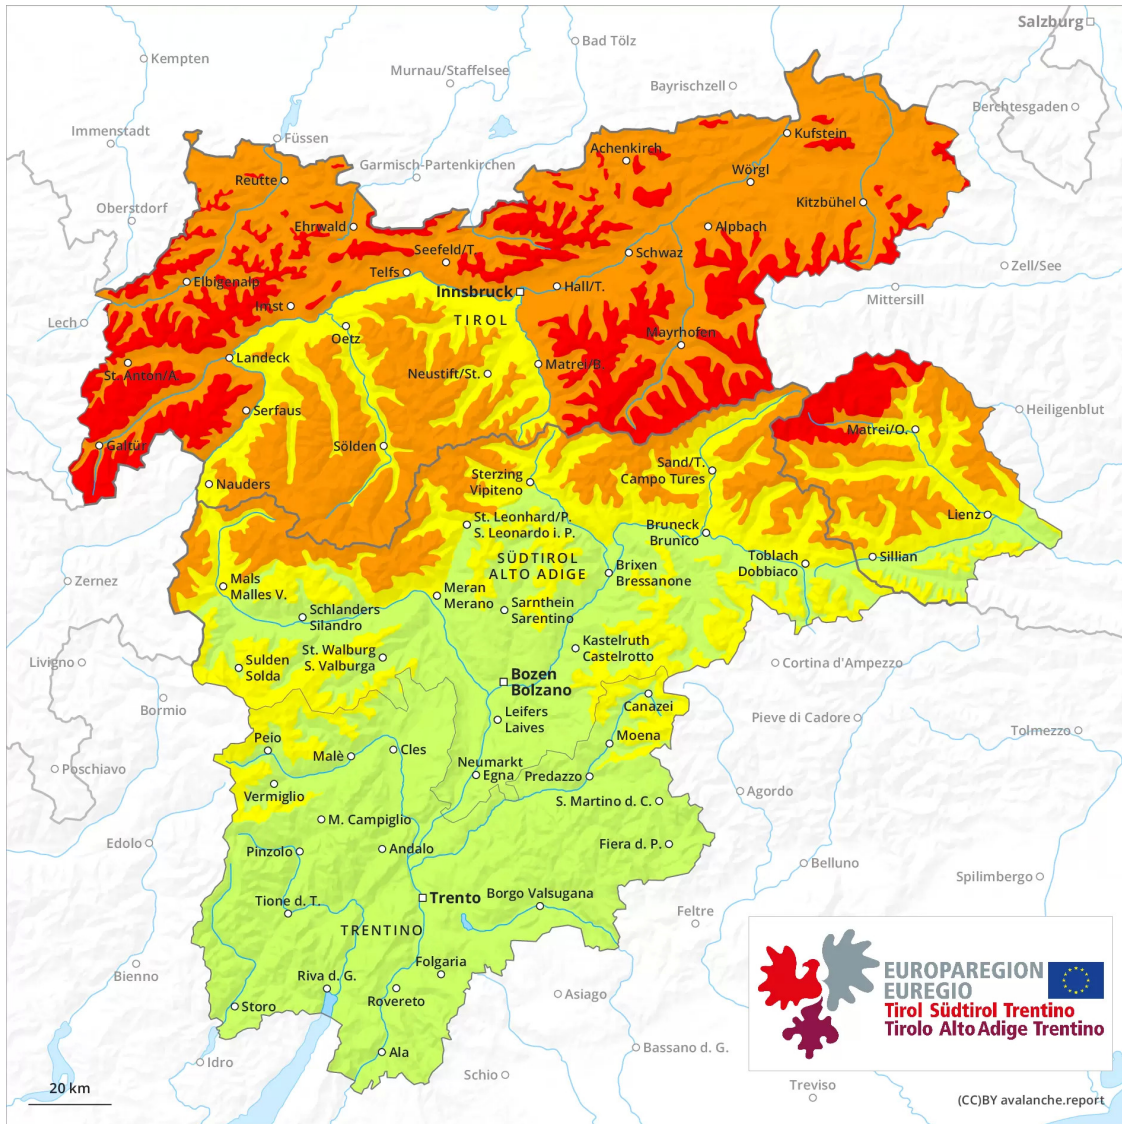 Salzburg
Bad Tölz
Kempten
Murnau/Staffelsee
Bayrischzell
Berchtesgaden
Immenstadt
Füssen
Kufstein
Achenkirch
Garmisch-Partenkirchen
Wörgl
Reutte
Oberstdorf
Kitzbühel
Ehrwald
Alpbach
Seefeld/T.
Schwaz
Telfs
Zell/See
Elbigenalp
Innsbruck
Hall/T.
Mittersill
Imst
Lech
TIROL
Oetz
Mayrhofen
Landeck
Matrei/B.
St. Anton/A.
Neustift/St.
Serfaus
Heiligenblut
Matrei/O.
Galtür
Sölden
Sand/T.
Campo Tures
Sterzing
Vipiteno
Nauders
Lienz
St. Leonhard/P.
S. Leonardo i. P.
Bruneck
Brunico
SÜDTIROL
ALTO ADIGE
Toblach
Dobbiaco
Sillian
Brixen
Bressanone
Zernez
Mals
Malles V.
Meran
Merano
Sarnthein
Sarentino
Schlanders
Silandro
Kastelruth
Castelrotto
St. Walburg
S. Valburga
Livigno
Sulden
Solda
Cortina d'Ampezzo
Bozen
Bolzano
Bormio
Canazei
Leifers
Laives
Pieve di Cadore
Tolmezzo
Peio
Moena
Malè
Cles
Poschiavo
Neumarkt
Egna
Predazzo
Vermiglio
Agordo
S. Martino d. C.
M. Campiglio
Edolo
Pinzolo
Andalo
Fiera d. P.
Belluno
Spilimbergo
Tione d. T.
Trento
Borgo Valsugana
Feltre
TRENTINO
Folgaria
Bienno
Riva d. G.
Rovereto
Asiago
Storo
EUROPAREGION
EUREGIO
Tirol Südtirol Trentino
Tirolo Alto Adige Trentino
Ala
Idro
Bassano d. G.
Schio
Treviso
20 km
(CC)BY avalanche.report